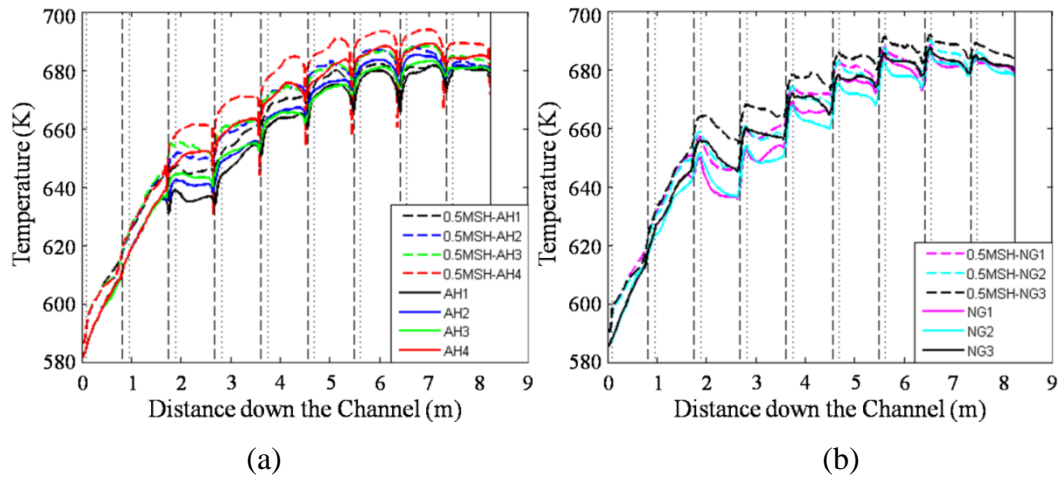 700
680
660
640
620
600
580
Temperature (K)
0.5MSH-AH1
0.5MSH-AH2
0.5MSH-AH3
0.5MSH-AH4
AH1
AH2
AH3
AH4
0 1 2 3 4 5 6 7 8 9
Distance down the Channel (m)
(a)
700
680
660
640
620
600
580
Temperature (K)
0.5MSH-NG1
0.5MSH-NG2
0.5MSH-NG3
NG1
NG2
NG3
0 1 2 3 4 5 6 7 8 9
Distance down the Channel (m)
(b)